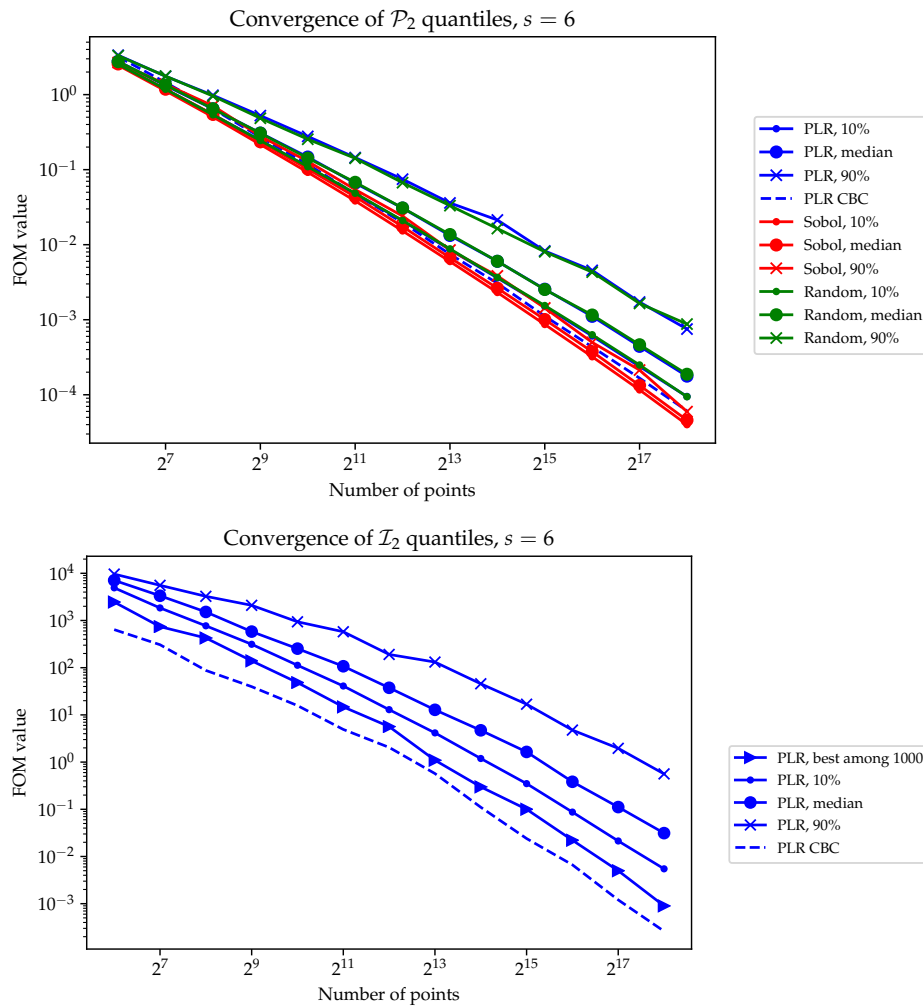 Convergence of 𝒫₂ quantiles, s = 6
FOM value
10⁰
10⁻¹
10⁻²
10⁻³
10⁻⁴
2⁷
2⁹
2¹¹
2¹³
2¹⁵
2¹⁷
Number of points
PLR, 10%
PLR, median
PLR, 90%
PLR CBC
Sobol, 10%
Sobol, median
Sobol, 90%
Random, 10%
Random, median
Random, 90%
Convergence of ℐ₂ quantiles, s = 6
FOM value
10⁴
10³
10²
10¹
10⁰
10⁻¹
10⁻²
10⁻³
2⁷
2⁹
2¹¹
2¹³
2¹⁵
2¹⁷
Number of points
PLR, best among 1000
PLR, 10%
PLR, median
PLR, 90%
PLR CBC